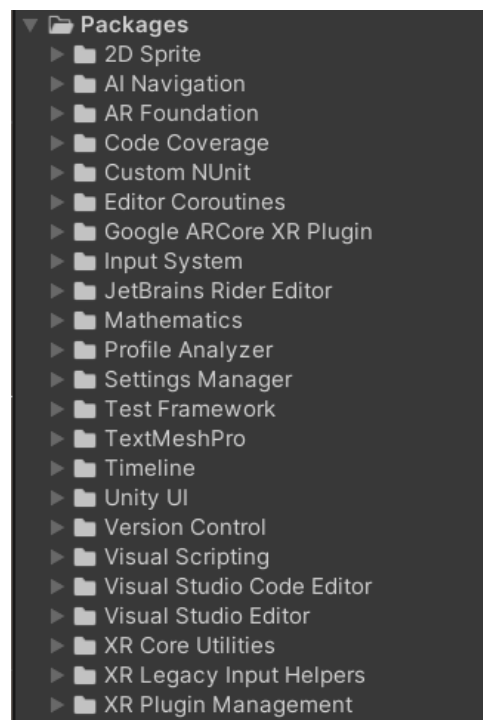 Packages
2D Sprite
AI Navigation
AR Foundation
Code Coverage
Custom NUnit
Editor Coroutines
Google ARCore XR Plugin
Input System
JetBrains Rider Editor
Mathematics
Profile Analyzer
Settings Manager
Test Framework
TextMeshPro
Timeline
Unity UI
Version Control
Visual Scripting
Visual Studio Code Editor
Visual Studio Editor
XR Core Utilities
XR Legacy Input Helpers
XR Plugin Management